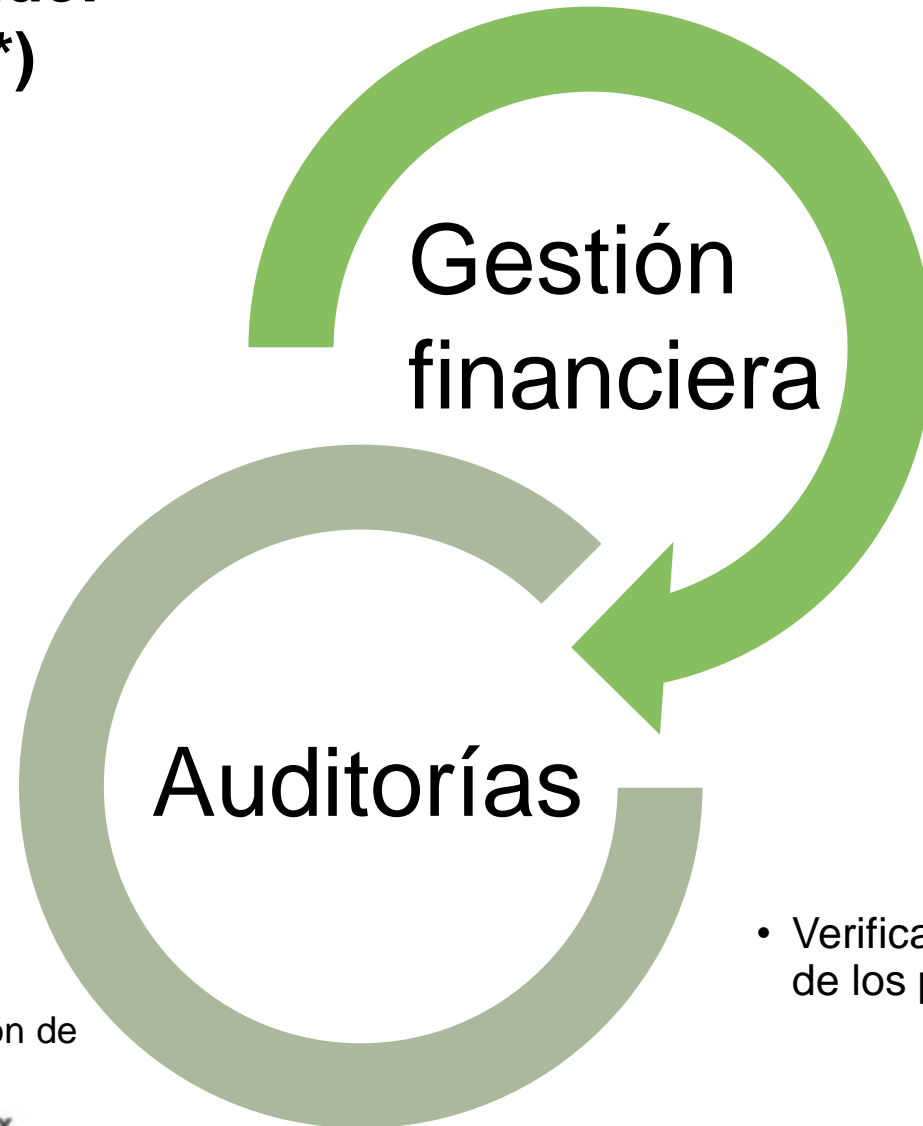 *)
Gestión
financiera
Auditorías
• Verifica
de los p
on de